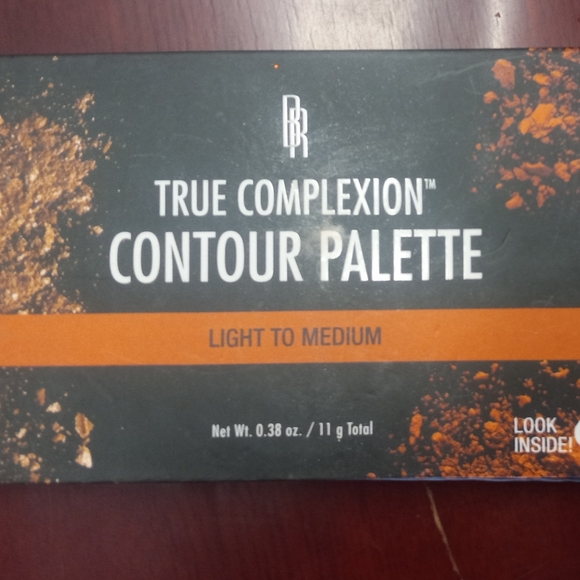 BR
TRUE COMPLEXION™
CONTOUR PALETTE
LIGHT TO MEDIUM
Net Wt. 0.38 oz. / 11 g Total
LOOK
INSIDE!